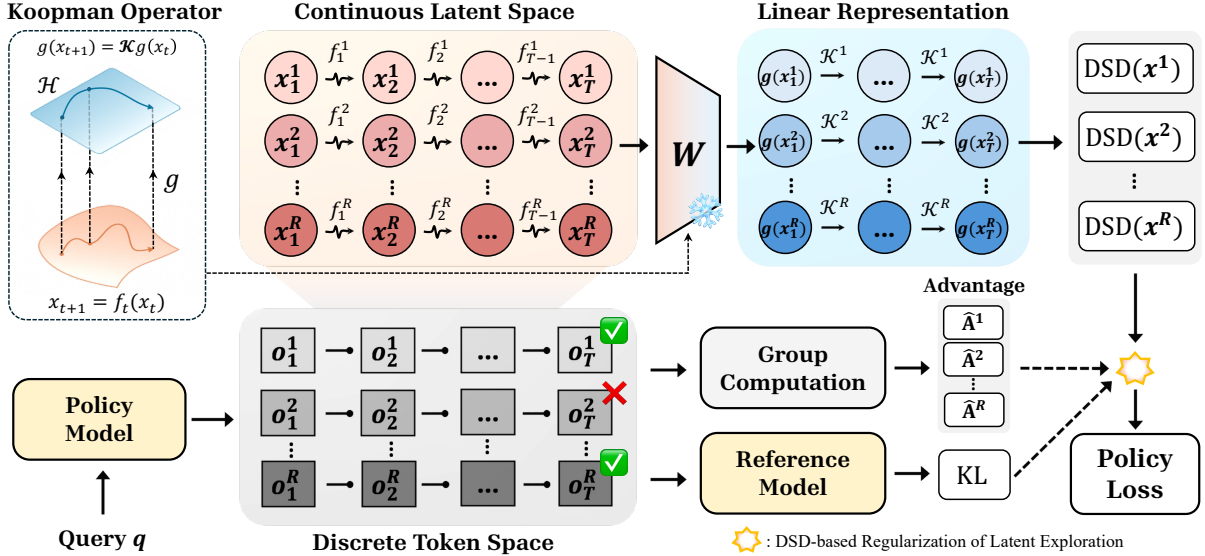 Koopman Operator
g(x_{t+1}) = 𝓚g(x_t)
ℋ
g
x_{t+1} = f_t(x_t)
Continuous Latent Space
x_1^1 f_1^1 x_2^1 f_2^1 ... f_{T-1}^1 x_T^1
x_1^2 f_1^2 x_2^2 f_2^2 ... f_{T-1}^2 x_T^2
⋮ ⋮ ⋮ ⋮
x_1^R f_1^R x_2^R f_2^R ... f_{T-1}^R x_T^R
W
Linear Representation
g(x_1^1) 𝒦^1 ... 𝒦^1 g(x_T^1)
g(x_1^2) 𝒦^2 ... 𝒦^2 g(x_T^2)
⋮ ⋮ ⋮
g(x_1^R) 𝒦^R ... 𝒦^R g(x_T^R)
DSD(x^1)
DSD(x^2)
⋮
DSD(x^R)
Query q
Policy
Model
o_1^1 o_2^1 ... o_T^1
o_1^2 o_2^2 ... o_T^2
⋮ ⋮ ⋮ ⋮
o_1^R o_2^R ... o_T^R
Discrete Token Space
Group
Computation
Reference
Model
Advantage
Â^1
Â^2
⋮
Â^R
KL
Policy
Loss
: DSD-based Regularization of Latent Exploration